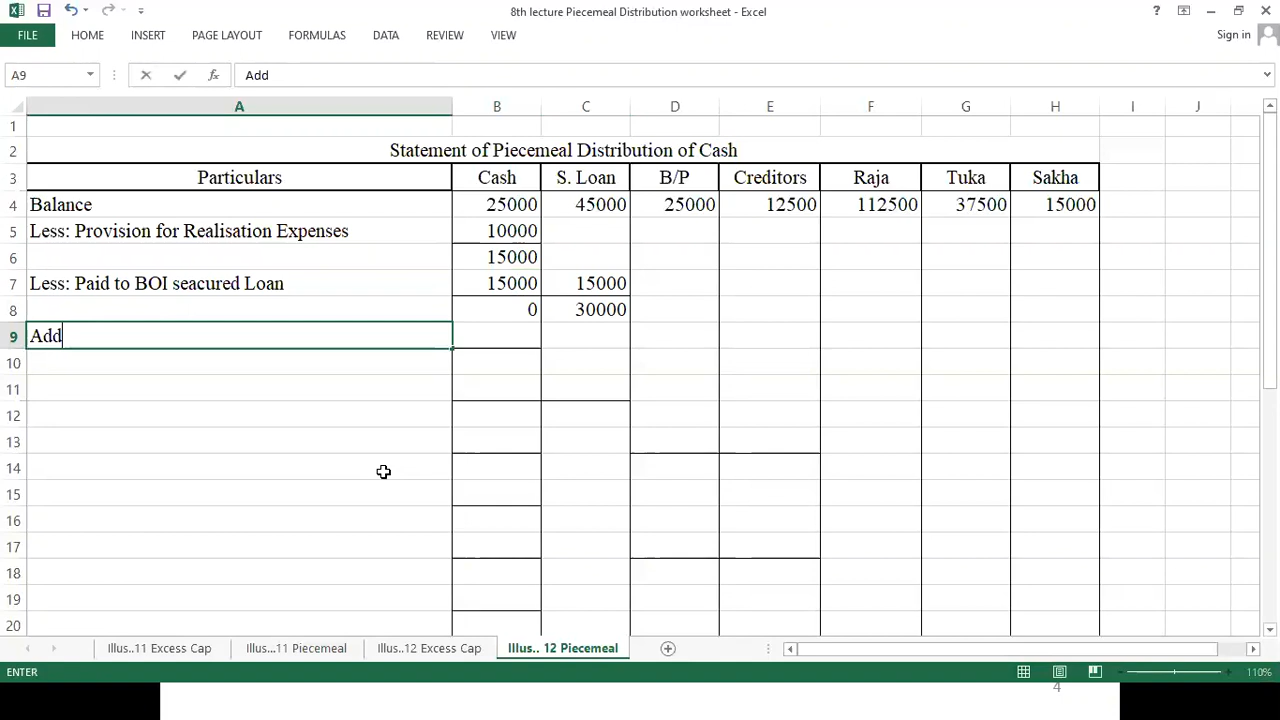 8th lecture Piecemeal Distribution worksheet - Excel
?
FILE HOME INSERT PAGE LAYOUT FORMULAS DATA REVIEW VIEW Sign in
A9 fx Add
A B C D E F G H I J
1
2 Statement of Piecemeal Distribution of Cash
3 Particulars Cash S. Loan B/P Creditors Raja Tuka Sakha
4 Balance 25000 45000 25000 12500 112500 37500 15000
5 Less: Provision for Realisation Expenses 10000
6 15000
7 Less: Paid to BOI seacured Loan 15000 15000
8 0 30000
9 Add
10
11
12
13
14
15
16
17
18
19
20
Illus..11 Excess Cap Illus...11 Piecemeal Illus..12 Excess Cap Illus.. 12 Piecemeal
ENTER 110%
4